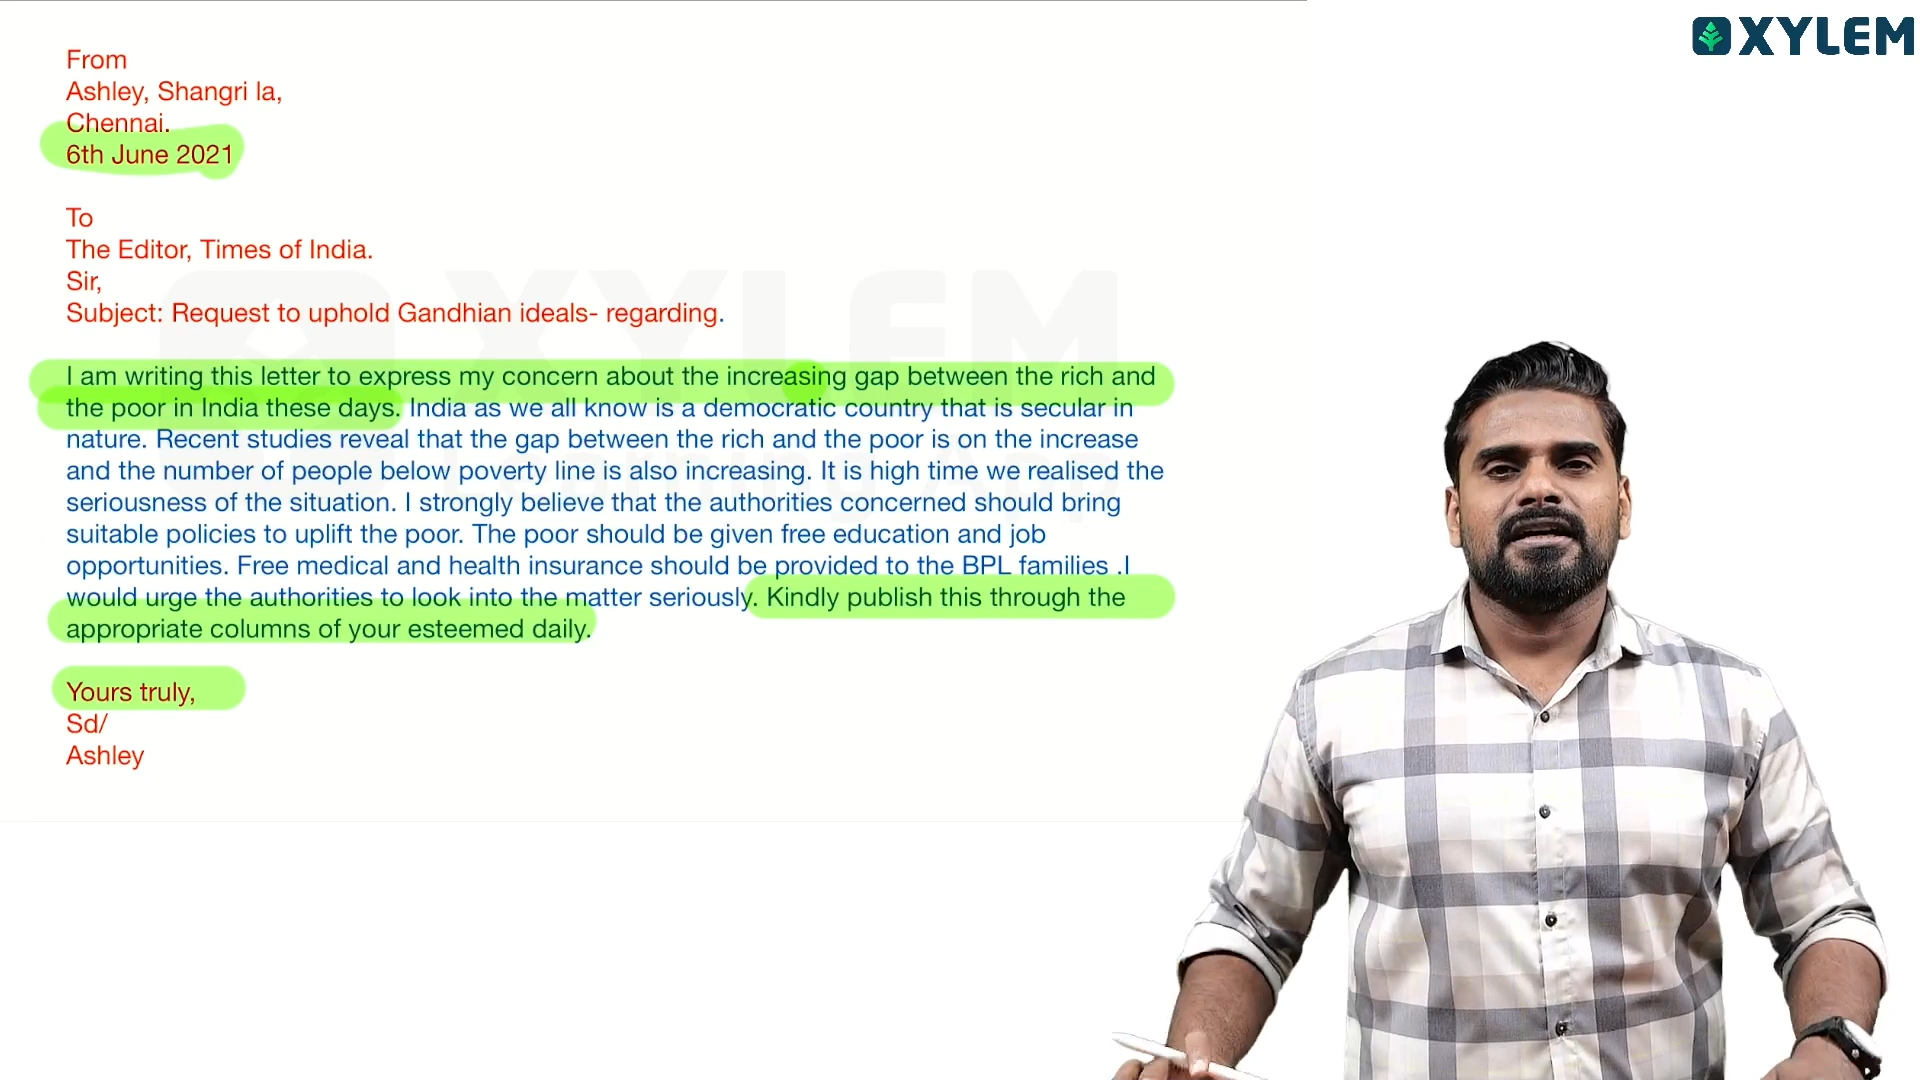 XYLEM
From
Ashley, Shangri la,
Chennai.
6th June 2021
To
The Editor, Times of India.
Sir,
Subject: Request to uphold Gandhian ideals- regarding.
I am writing this letter to express my concern about the increasing gap between the rich and
the poor in India these days. India as we all know is a democratic country that is secular in
nature. Recent studies reveal that the gap between the rich and the poor is on the increase
and the number of people below poverty line is also increasing. It is high time we realised the
seriousness of the situation. I strongly believe that the authorities concerned should bring
suitable policies to uplift the poor. The poor should be given free education and job
opportunities. Free medical and health insurance should be provided to the BPL families .I
would urge the authorities to look into the matter seriously. Kindly publish this through the
appropriate columns of your esteemed daily.
Yours truly,
Sd/
Ashley
XYLEM
Learning App